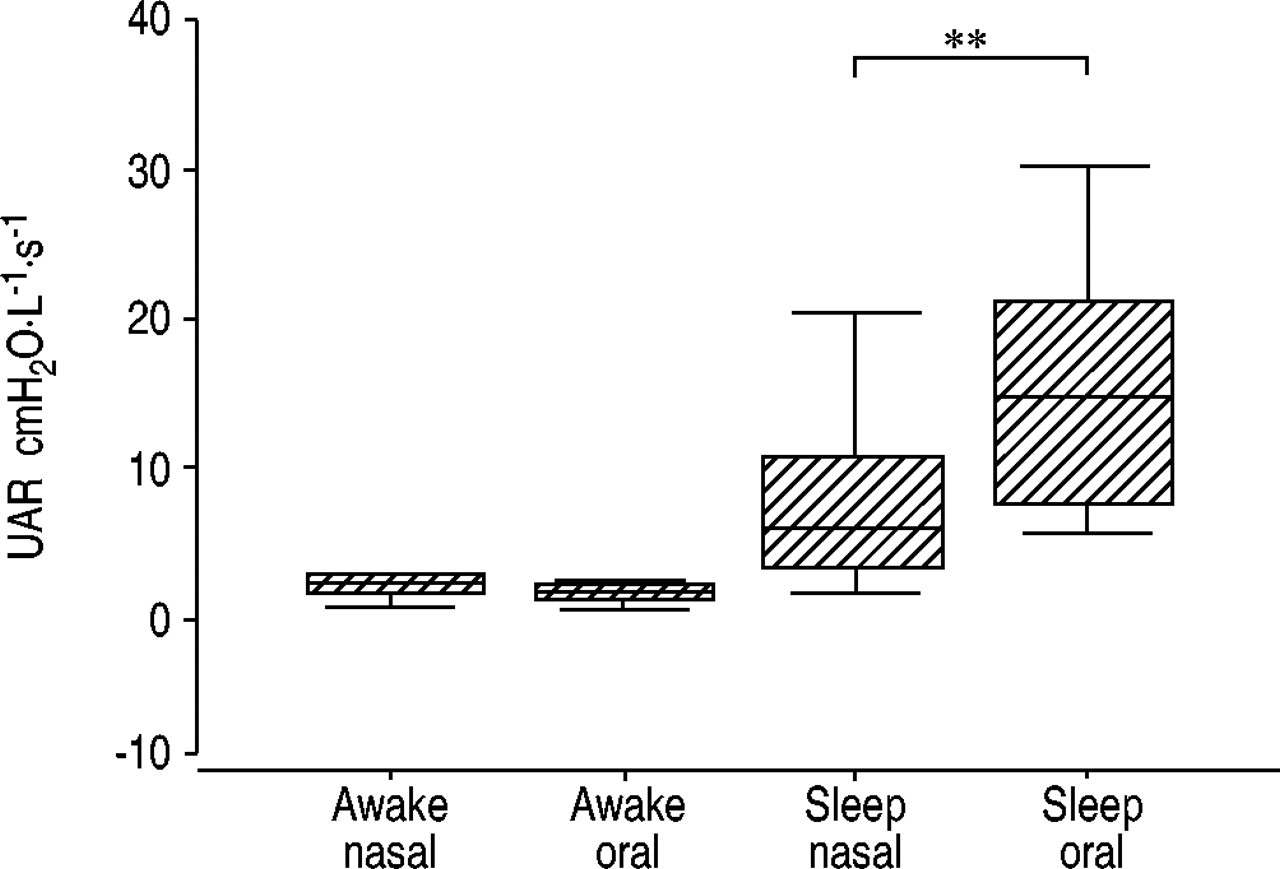 40
**
30
20
10
0
-10
UAR cmH₂O·L⁻¹·s⁻¹
Awake nasal
Awake oral
Sleep nasal
Sleep oral